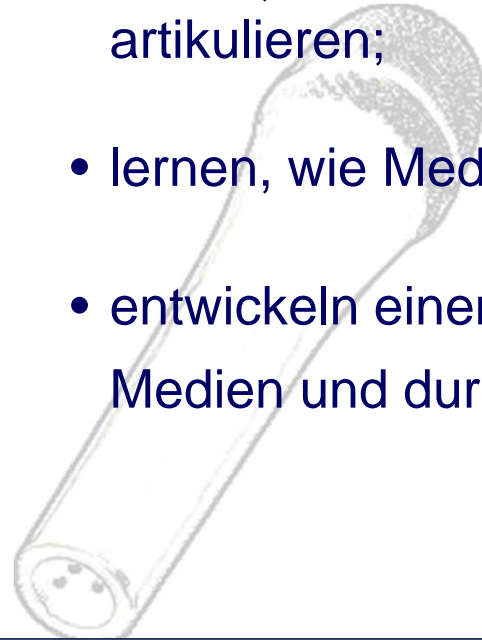 artikulieren;
• lernen, wie Med
• entwickeln einen
Medien und dur